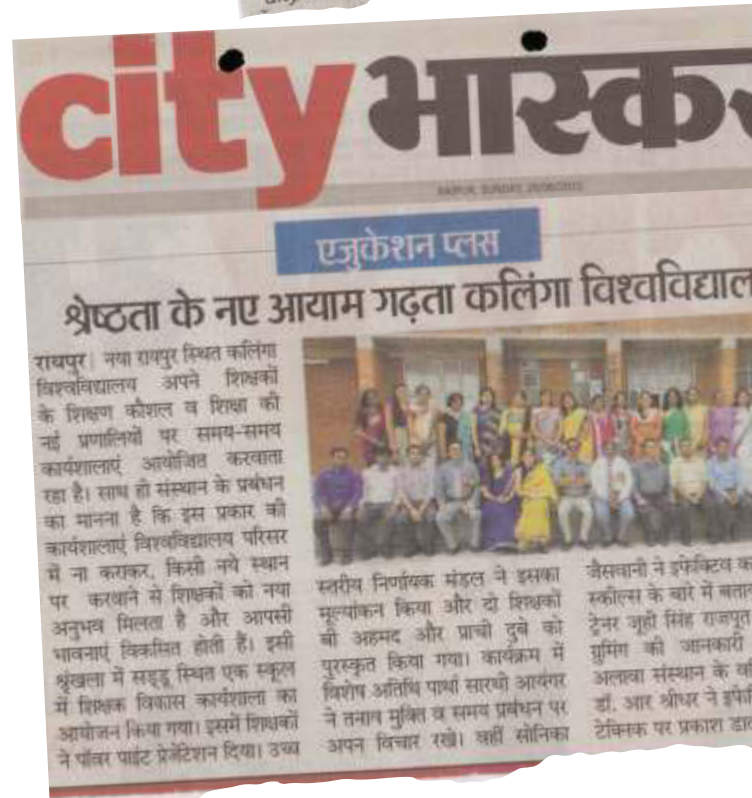 city भास्कर
RAIPUR, SUNDAY, 28/06/2015
एजुकेशन प्लस
श्रेष्ठता के नए आयाम गढ़ता कलिंगा विश्वविद्याल
रायपुर। नया रायपुर स्थित कलिंगा
विश्वविद्यालय अपने शिक्षकों
के शिक्षण कौशल व शिक्षा की
नई प्रणालियों पर समय-समय
कार्यशालाएं आयोजित करवाता
रहा है। साथ ही संस्थान के प्रबंधन
का मानना है कि इस प्रकार की
कार्यशालाएं विश्वविद्यालय परिसर
में ना कराकर, किसी नये स्थान
पर करवाने से शिक्षकों को नया
अनुभव मिलता है और आपसी
भावनाएं विकसित होती हैं। इसी
श्रृंखला में सड्डू स्थित एक स्कूल
में शिक्षक विकास कार्यशाला का
आयोजन किया गया। इसमें शिक्षकों
ने पॉवर पाइंट प्रेजेंटेशन दिया। उच्च
स्तरीय निर्णायक मंडल ने इसका
मूल्यांकन किया और दो शिक्षकों
बी अहमद और प्राची दुबे को
पुरस्कृत किया गया। कार्यक्रम में
विशेष अतिथि पार्था सारथी आयंगर
ने तनाव मुक्ति व समय प्रबंधन पर
अपन विचार रखे। वहीं सोनिका
जैसवानी ने इफेक्टिव क
स्कील्स के बारे में बता
ट्रेनर जूही सिंह राजपूत
ग्रुमिंग की जानकारी
अलावा संस्थान के व
डॉ. आर श्रीधर ने इफे
टेक्निक पर प्रकाश डा